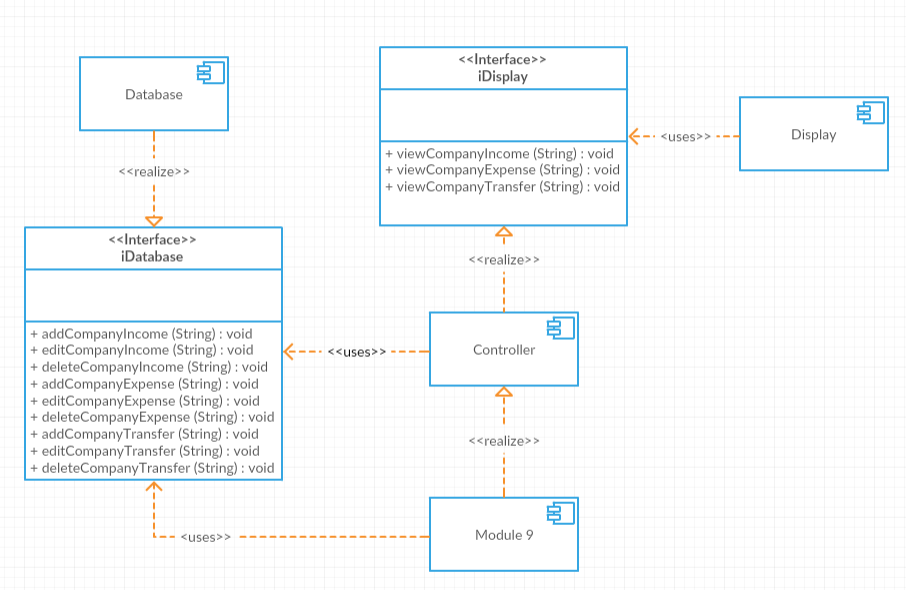 <<Interface>>
iDisplay
Database
Display
<uses>>
+ viewCompanyIncome (String) : void
+ viewCompanyExpense (String) : void
+ viewCompanyTransfer (String) : void
<<realize>>
<<Interface>>
iDatabase
<<realize>>
+ addCompanyIncome (String) : void
+ editCompanyIncome (String) : void
+ deleteCompanyIncome (String) : void
+ addCompanyExpense (String) : void
+ editCompanyExpense (String) : void
+ deleteCompanyExpense (String) : void
+ addCompanyTransfer (String) : void
+ editCompanyTransfer (String) : void
+ deleteCompanyTransfer (String) : void
<<uses>>
Controller
<<realize>>
<uses>>
Module 9